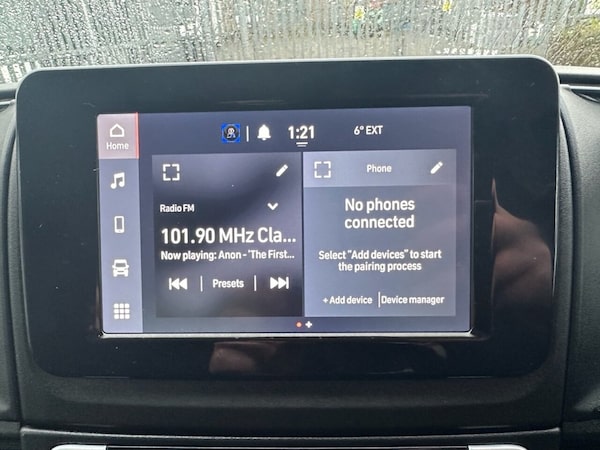 1:21
6° EXT
Home
Phone
Radio FM
101.90 MHz Cla...
Now playing: Anon - 'The First...
Presets
No phones
connected
Select "Add devices" to start
the pairing process
+ Add device
Device manager